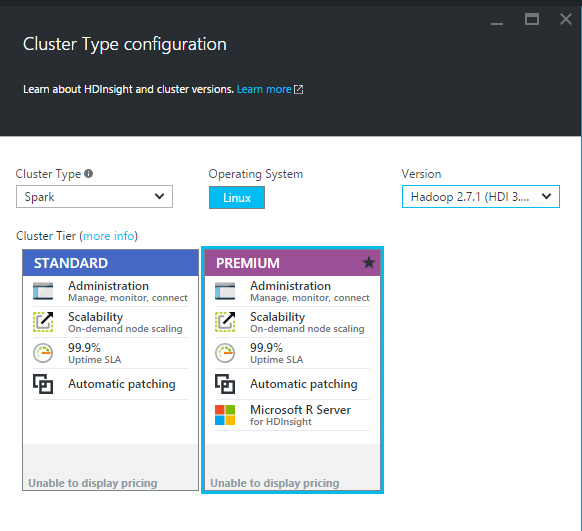 Cluster Type configuration
Learn about HDInsight and cluster versions. Learn more
Cluster Type
Operating System
Version
Spark
Linux
Hadoop 2.7.1 (HDI 3....
Cluster Tier (more info)
STANDARD
Administration
Manage, monitor, connect
Scalability
On-demand node scaling
99.9%
Uptime SLA
Automatic patching
Unable to display pricing
PREMIUM
Administration
Manage, monitor, connect
Scalability
On-demand node scaling
99.9%
Uptime SLA
Automatic patching
Microsoft R Server
for HDInsight
Unable to display pricing